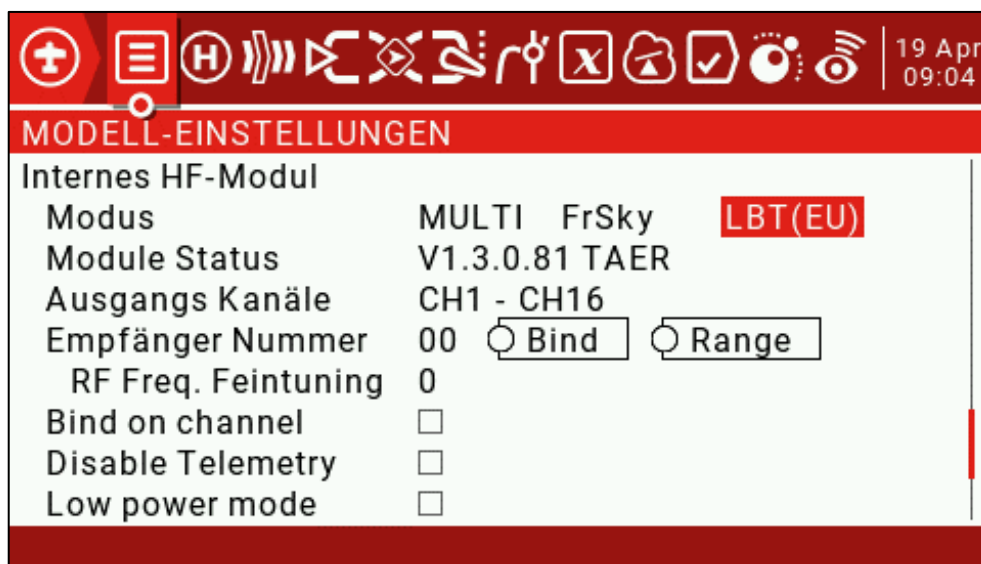 H x 19 Apr
09:04
MODELL-EINSTELLUNGEN
Internes HF-Modul
Modus MULTI FrSky LBT(EU)
Module Status V1.3.0.81 TAER
Ausgangs Kanäle CH1 - CH16
Empfänger Nummer 00 Bind Range
RF Freq. Feintuning 0
Bind on channel
Disable Telemetry
Low power mode